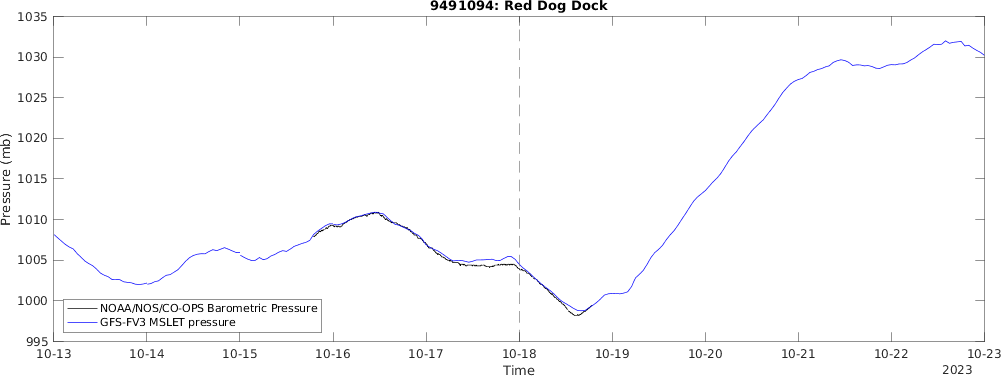 9491094: Red Dog Dock
Pressure (mb)
1035
1030
1025
1020
1015
1010
1005
1000
995
NOAA/NOS/CO-OPS Barometric Pressure
GFS-FV3 MSLET pressure
10-13 10-14 10-15 10-16 10-17 10-18 10-19 10-20 10-21 10-22 10-23
Time
2023